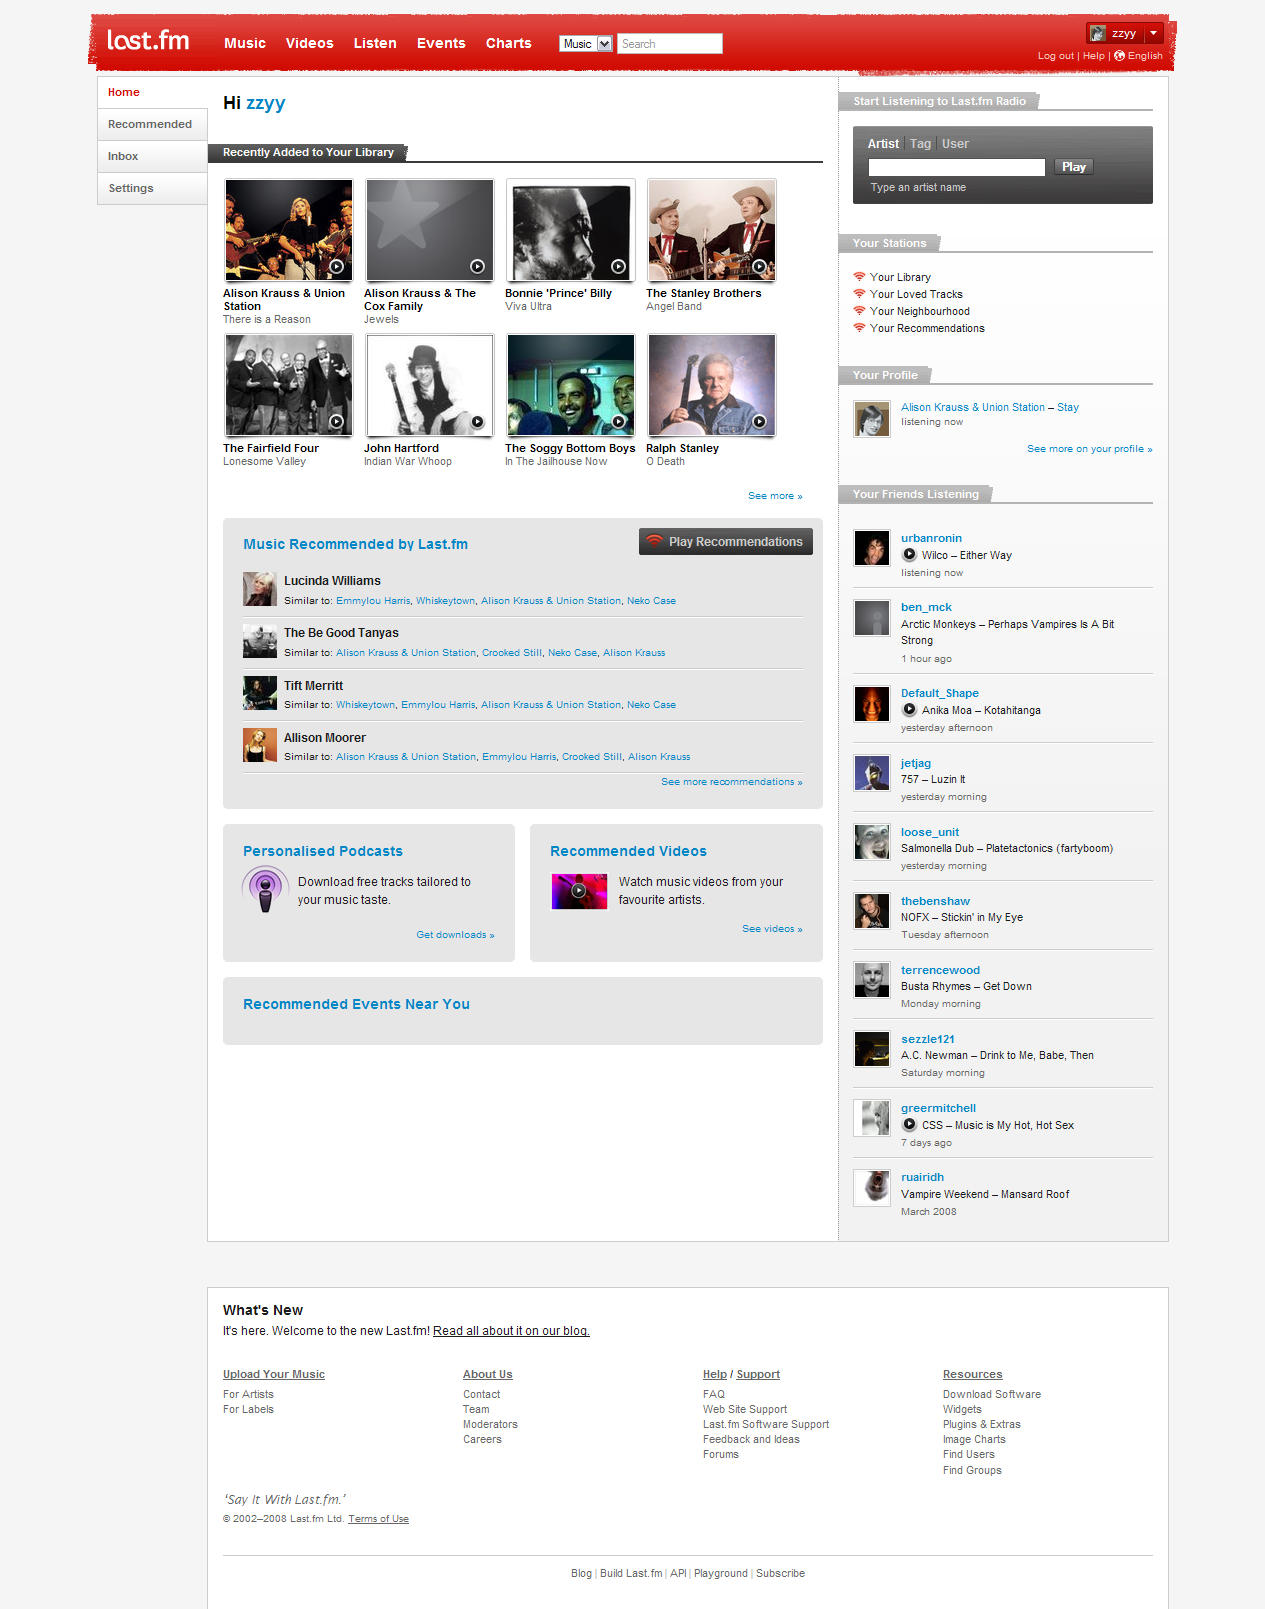 last.fm
Music Videos Listen Events Charts
Music
Search
zzyy
Log out | Help | English
Home
Recommended
Inbox
Settings
Hi zzyy
Recently Added to Your Library
Alison Krauss & Union
Station
There is a Reason
Alison Krauss & The
Cox Family
Jewels
Bonnie 'Prince' Billy
Viva Ultra
The Stanley Brothers
Angel Band
The Fairfield Four
Lonesome Valley
John Hartford
Indian War Whoop
The Soggy Bottom Boys
In The Jailhouse Now
Ralph Stanley
O Death
See more »
Music Recommended by Last.fm
Play Recommendations
Lucinda Williams
Similar to: Emmylou Harris, Whiskeytown, Alison Krauss & Union Station, Neko Case
The Be Good Tanyas
Similar to: Alison Krauss & Union Station, Crooked Still, Neko Case, Alison Krauss
Tift Merritt
Similar to: Whiskeytown, Emmylou Harris, Alison Krauss & Union Station, Neko Case
Allison Moorer
Similar to: Alison Krauss & Union Station, Emmylou Harris, Crooked Still, Alison Krauss
See more recommendations »
Personalised Podcasts
Download free tracks tailored to
your music taste.
Get downloads »
Recommended Videos
Watch music videos from your
favourite artists.
See videos »
Recommended Events Near You
Start Listening to Last.fm Radio
Artist | Tag | User
Play
Type an artist name
Your Stations
Your Library
Your Loved Tracks
Your Neighbourhood
Your Recommendations
Your Profile
Alison Krauss & Union Station – Stay
listening now
See more on your profile »
Your Friends Listening
urbanronin
Wilco – Either Way
listening now
ben_mck
Arctic Monkeys – Perhaps Vampires Is A Bit
Strong
1 hour ago
Default_Shape
Anika Moa – Kotahitanga
yesterday afternoon
jetjag
757 – Luzin It
yesterday morning
loose_unit
Salmonella Dub – Platetactonics (fartyboom)
yesterday morning
thebenshaw
NOFX – Stickin' in My Eye
Tuesday afternoon
terrencewood
Busta Rhymes – Get Down
Monday morning
sezzle121
A.C. Newman – Drink to Me, Babe, Then
Saturday morning
greermitchell
CSS – Music is My Hot, Hot Sex
7 days ago
ruairidh
Vampire Weekend – Mansard Roof
March 2008
What's New
It's here. Welcome to the new Last.fm! Read all about it on our blog.
Upload Your Music
For Artists
For Labels
About Us
Contact
Team
Moderators
Careers
Help / Support
FAQ
Web Site Support
Last.fm Software Support
Feedback and Ideas
Forums
Resources
Download Software
Widgets
Plugins & Extras
Image Charts
Find Users
Find Groups
‘Say It With Last.fm.’
© 2002–2008 Last.fm Ltd. Terms of Use
Blog | Build Last.fm | API | Playground | Subscribe